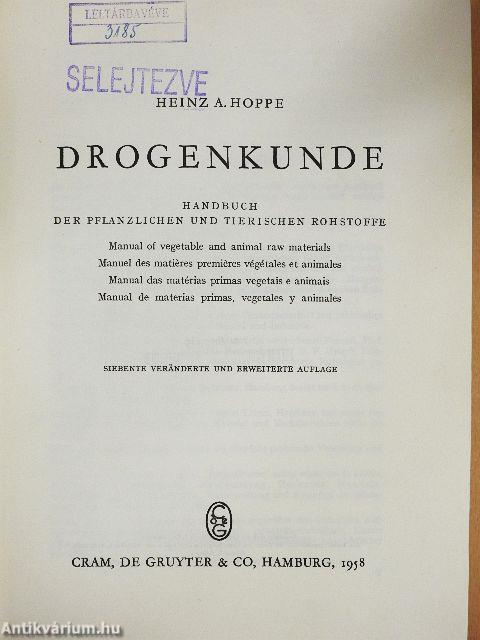 LELTÁRBAVÉVE
3185
SELEJTEZVE
HEINZ A. HOPPE
DROGENKUNDE
HANDBUCH
DER PFLANZLICHEN UND TIERISCHEN ROHSTOFFE
Manual of vegetable and animal raw materials
Manuel des matières premières végétales et animales
Manual das matérias primas vegetais e animais
Manual de materias primas, vegetales y animales
SIEBENTE VERÄNDERTE UND ERWEITERTE AUFLAGE
CRAM, DE GRUYTER & CO, HAMBURG, 1958
Antikvárium.hu